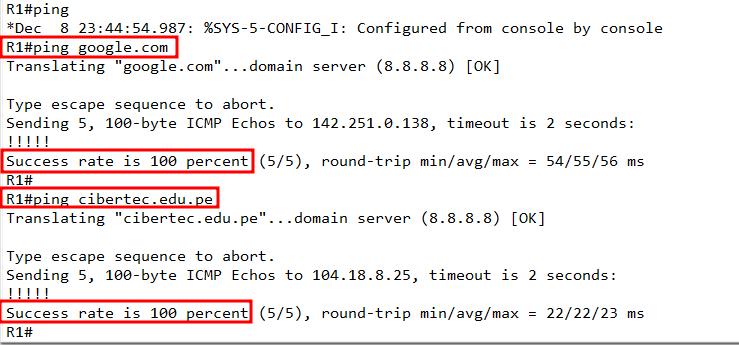 R1#ping
*Dec  8 23:44:54.987: %SYS-5-CONFIG_I: Configured from console by console
R1#ping google.com
Translating "google.com"...domain server (8.8.8.8) [OK]
Type escape sequence to abort.
Sending 5, 100-byte ICMP Echos to 142.251.0.138, timeout is 2 seconds:
!!!!!
Success rate is 100 percent (5/5), round-trip min/avg/max = 54/55/56 ms
R1#
R1#ping cibertec.edu.pe
Translating "cibertec.edu.pe"...domain server (8.8.8.8) [OK]
Type escape sequence to abort.
Sending 5, 100-byte ICMP Echos to 104.18.8.25, timeout is 2 seconds:
!!!!!
Success rate is 100 percent (5/5), round-trip min/avg/max = 22/22/23 ms
R1#